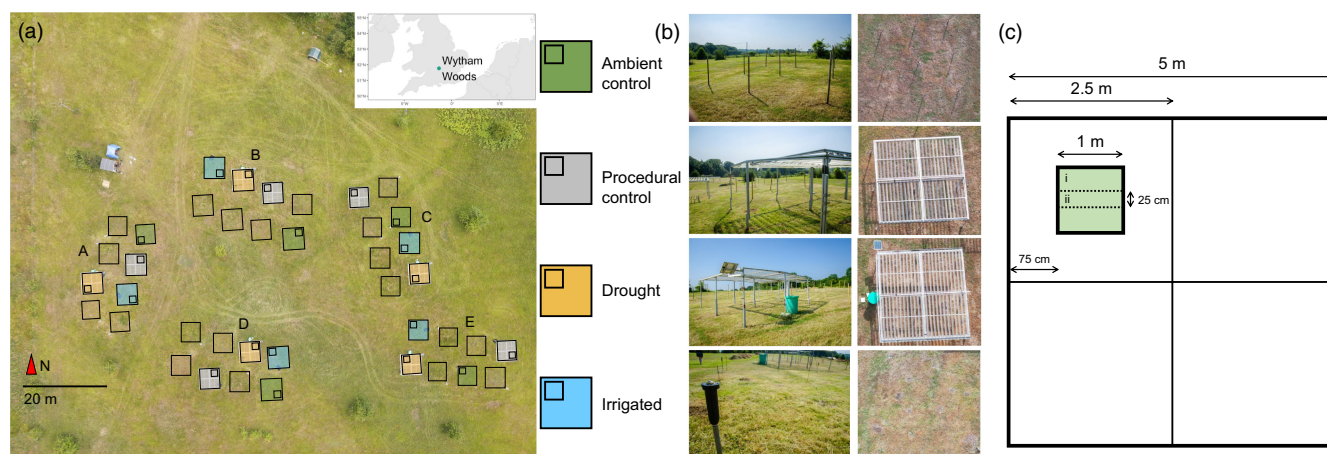 (a)
Wytham
Woods
A
B
C
D
E
N
20 m
Ambient
control
Procedural
control
Drought
Irrigated
(b)
(c)
5 m
2.5 m
1 m
i
ii
25 cm
75 cm